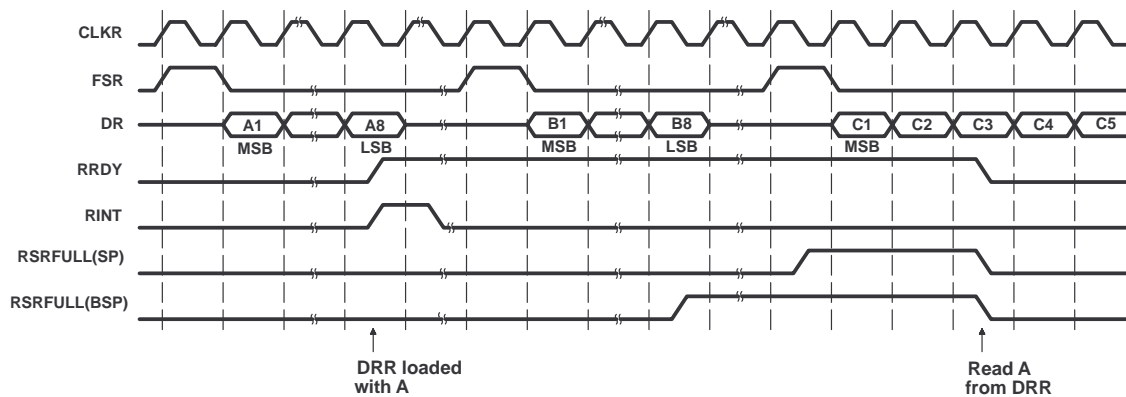 CLKR
FSR
DR
A1
A8
B1
B8
C1
C2
C3
C4
C5
MSB
LSB
MSB
LSB
MSB
RRDY
RINT
RSRFULL(SP)
RSRFULL(BSP)
DRR loaded
with A
Read A
from DRR